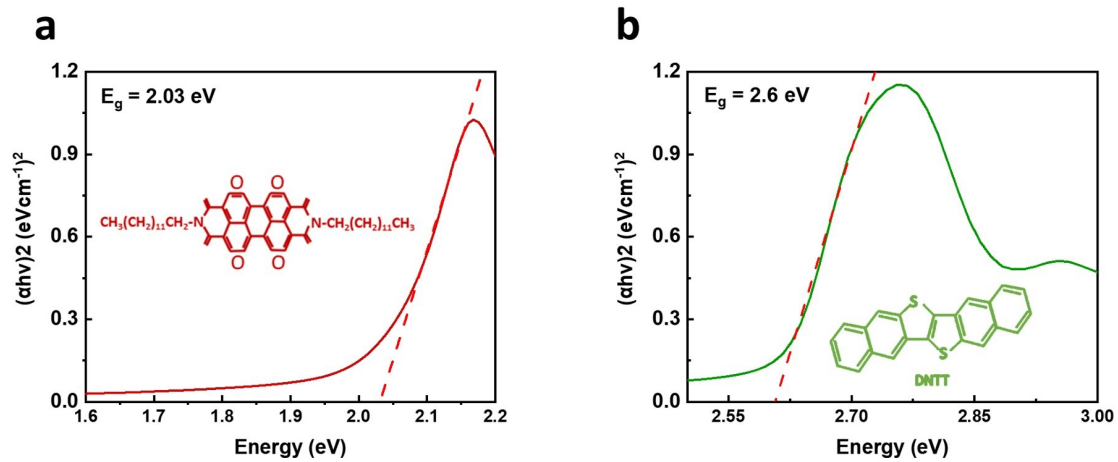 a
b
E_g = 2.03 eV
1.2
0.9
0.6
0.3
0.0
(αhν)2 (eVcm⁻¹)²
O O
CH₃(CH₂)₁₁CH₂-N
N-CH₂(CH₂)₁₁CH₃
O O
1.6 1.7 1.8 1.9 2.0 2.1 2.2
Energy (eV)
E_g = 2.6 eV
1.2
0.9
0.6
0.3
0.0
(αhν)2 (eVcm⁻¹)²
S
S
DNTT
2.55 2.70 2.85 3.00
Energy (eV)